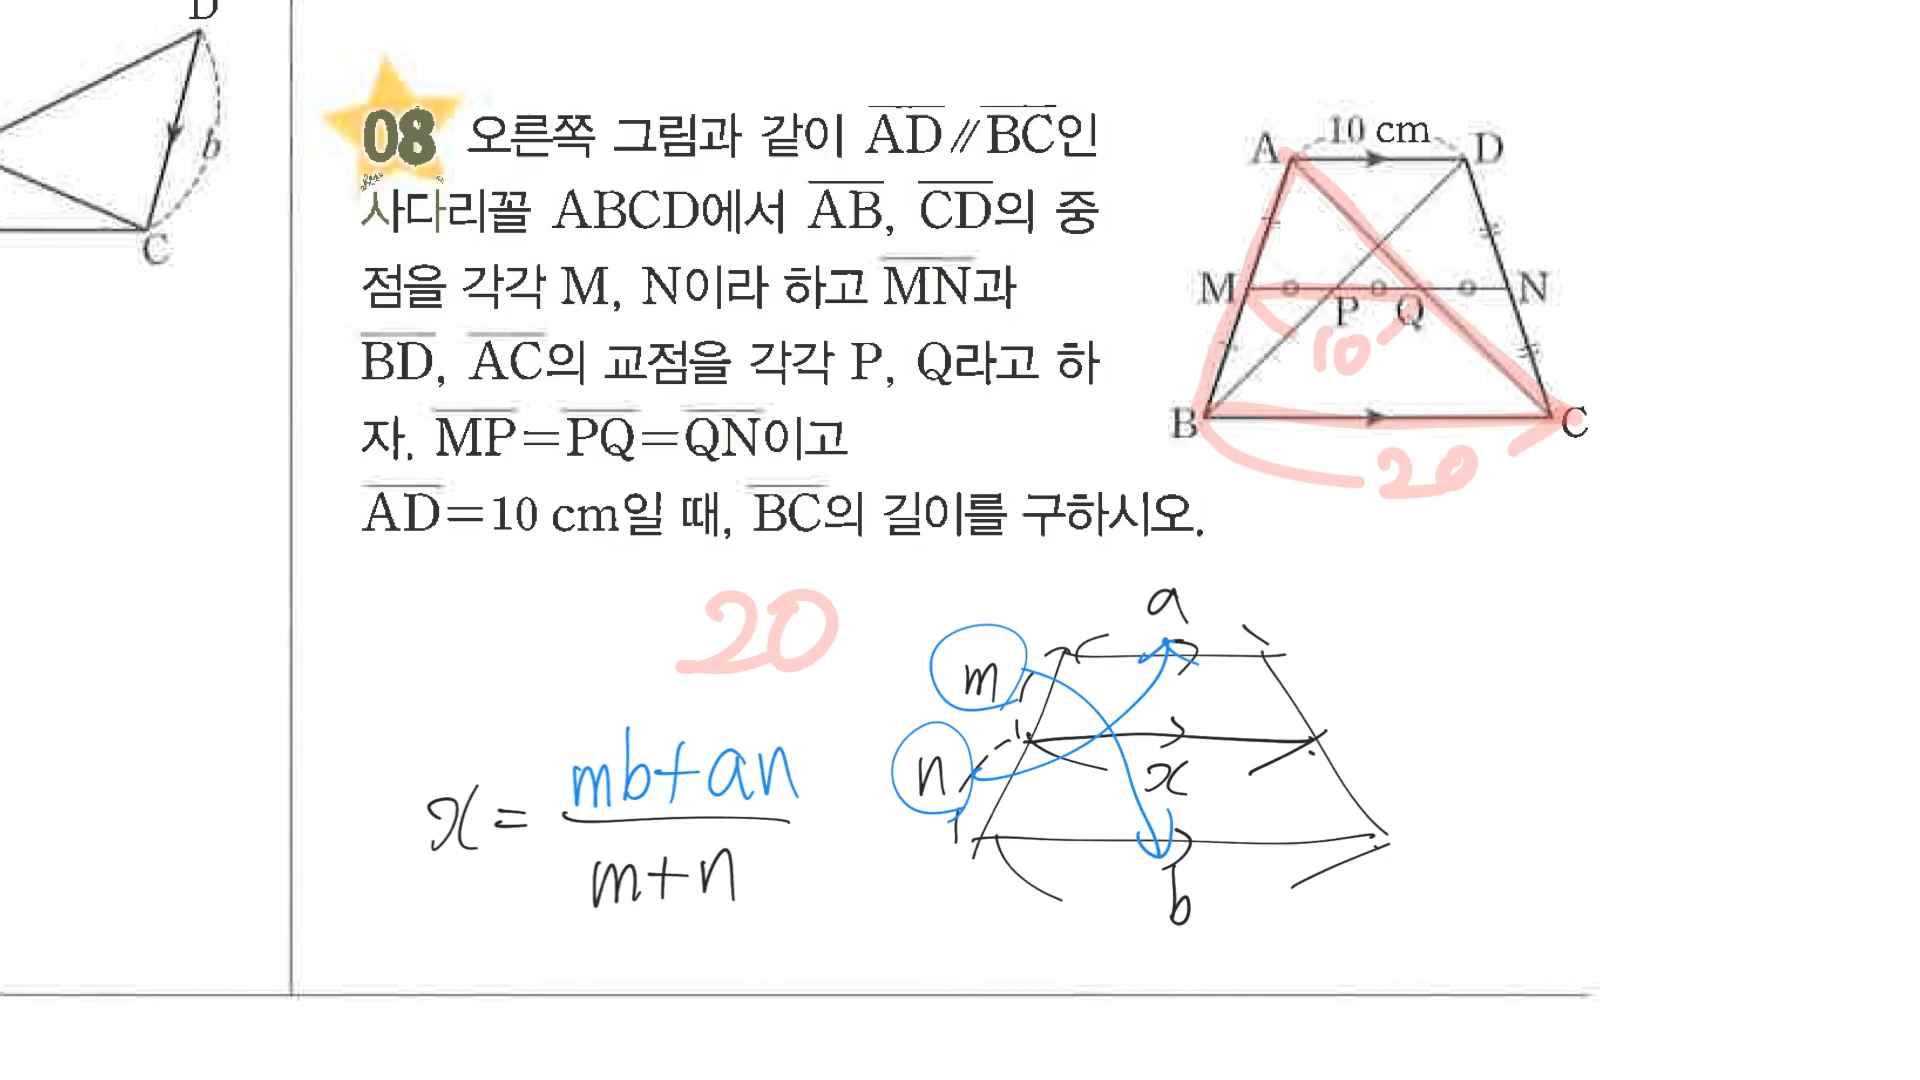 D
b
C
08 오른쪽 그림과 같이 AD∥BC인
사다리꼴 ABCD에서 AB, CD의 중
점을 각각 M, N이라 하고 MN과
BD, AC의 교점을 각각 P, Q라고 하
자. MP=PQ=QN이고
AD=10 cm일 때, BC의 길이를 구하시오.
A 10 cm D
M P Q N
10
B C
20
20
a
m
n
x
b
x = mb+an
m+n